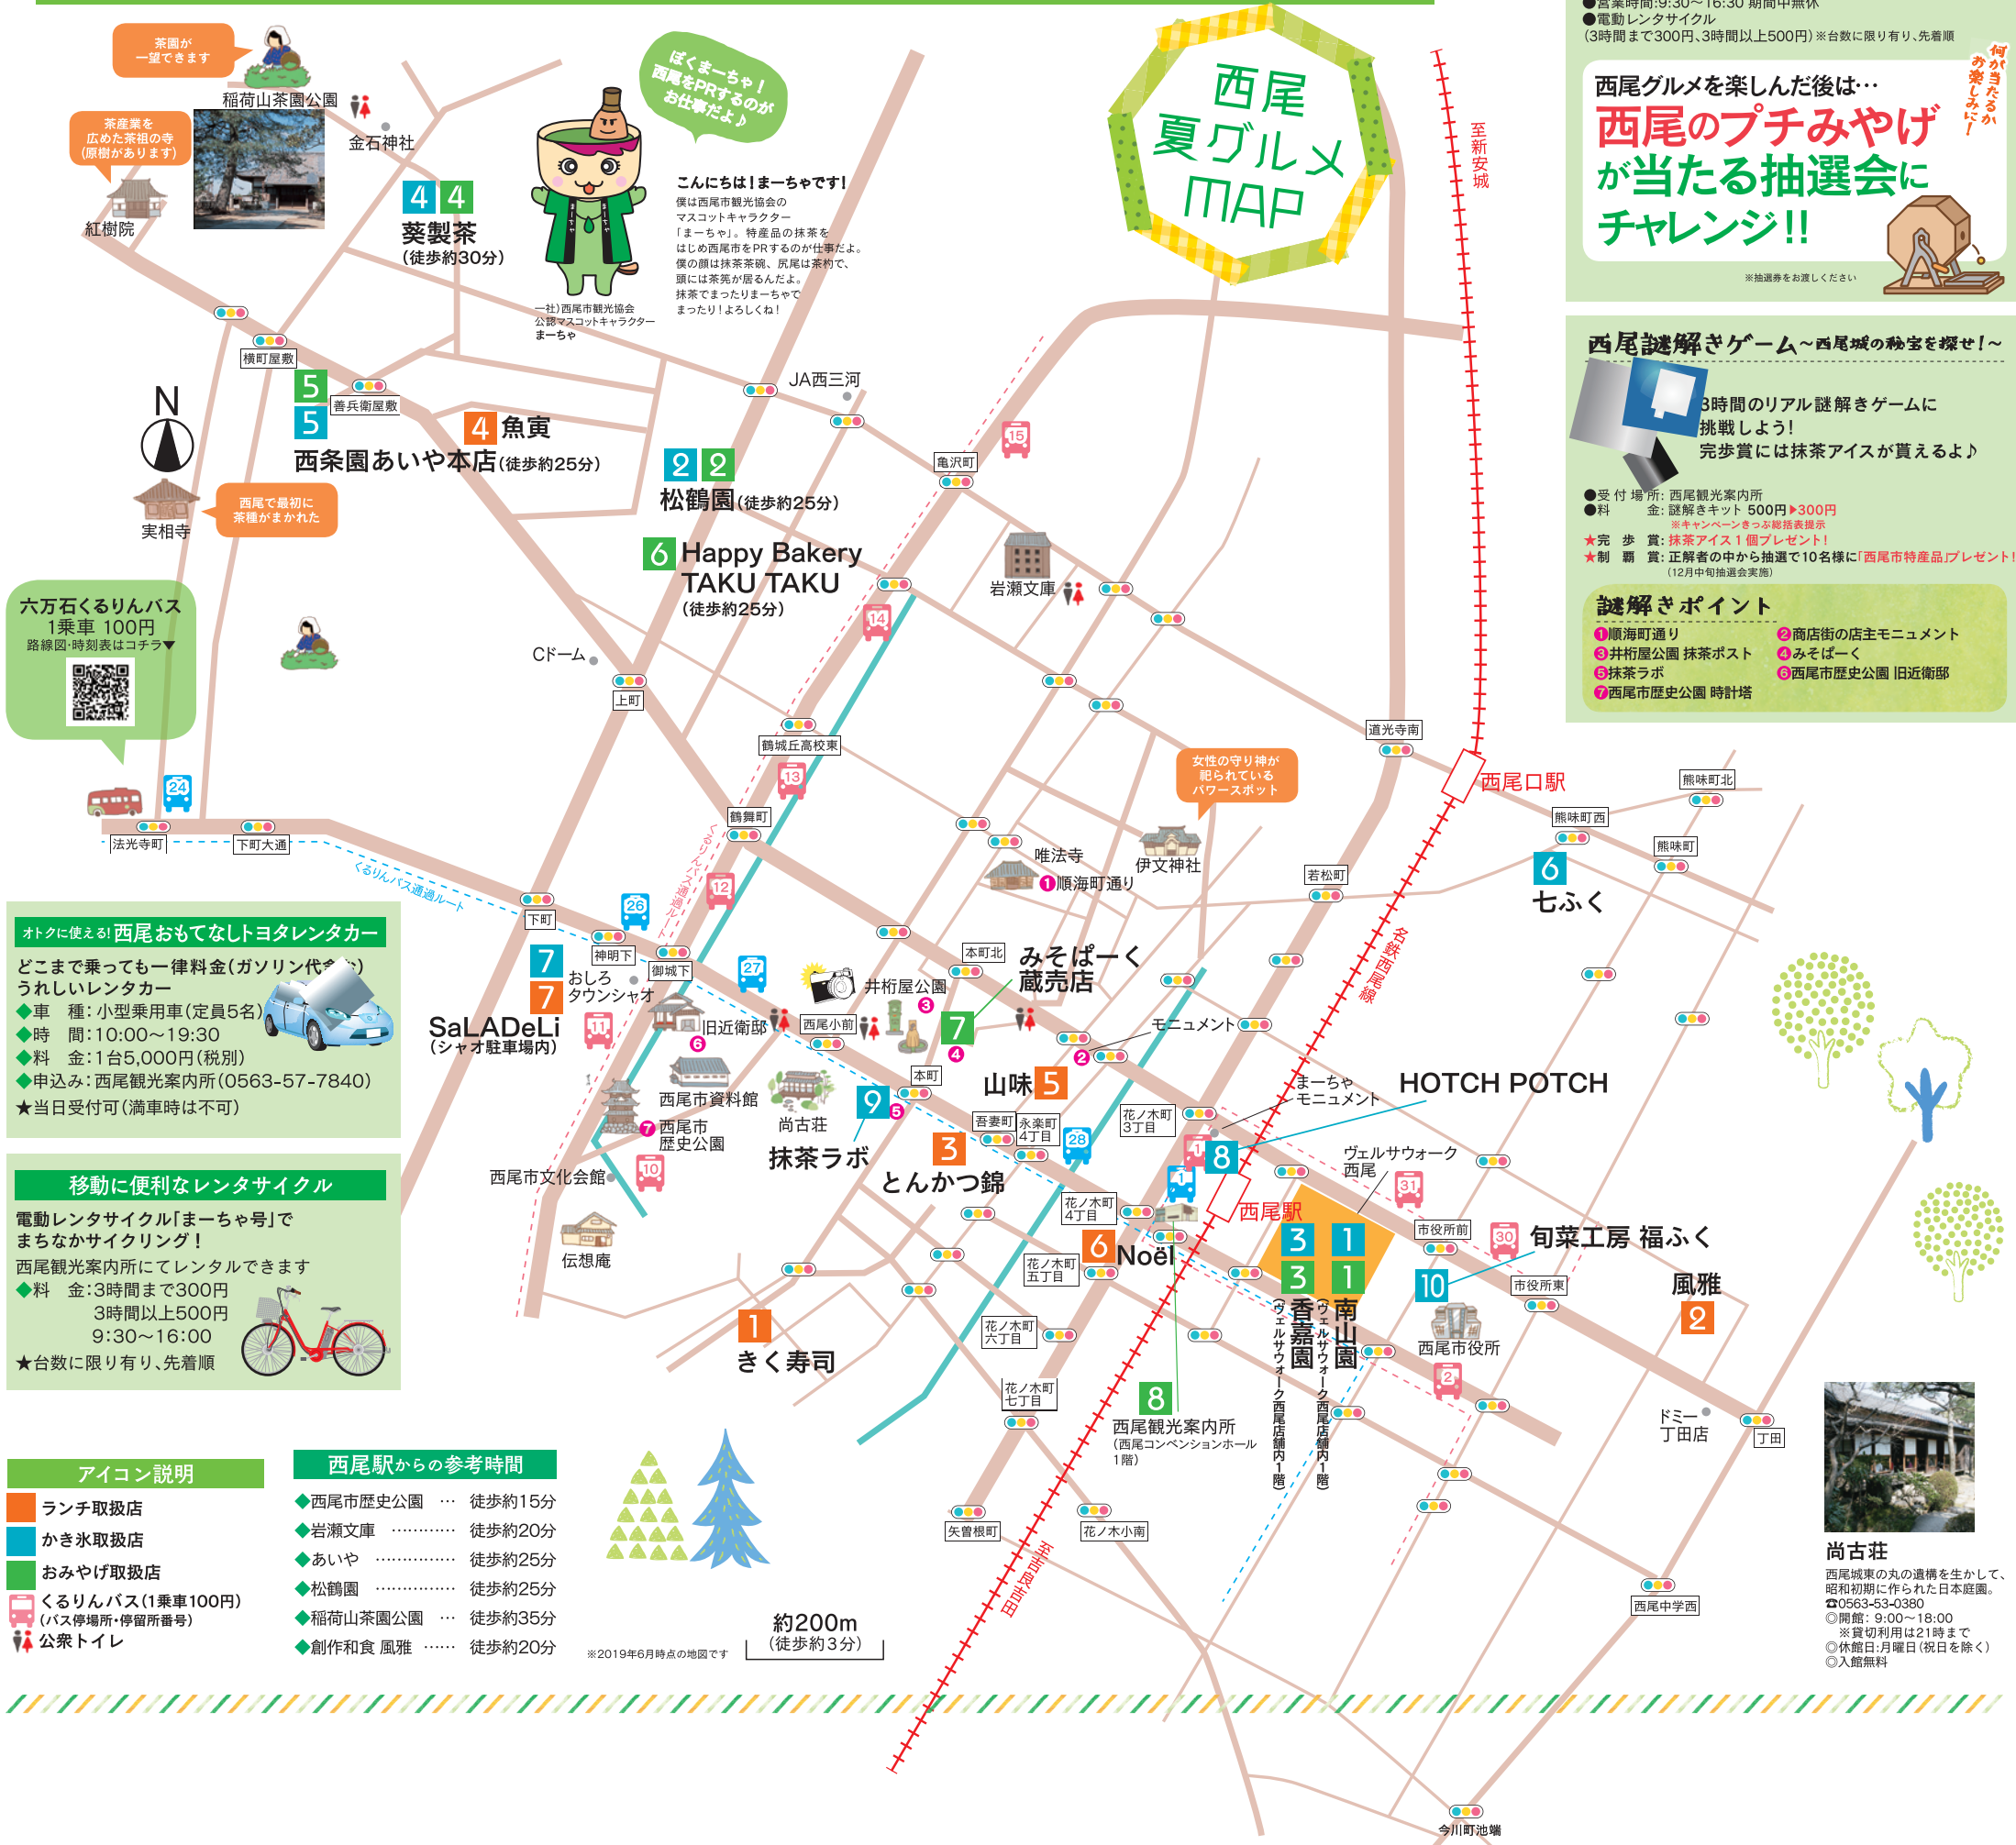 ●営業時間:9:30～16:30 期間中無休
●電動レンタサイクル
(3時間まで300円、3時間以上500円)※台数に限り有り、先着順
西尾グルメを楽しんだ後は…
西尾のプチみやげ
が当たる抽選会に
チャレンジ!!
何が当たるか
お楽しみに！
※抽選券をお渡しください
西尾謎解きゲーム～西尾城の秘宝を探せ！～
3時間のリアル謎解きゲームに
挑戦しよう！
完歩賞には抹茶アイスが貰えるよ♪
●受付場所：西尾観光案内所
●料　金：謎解きキット 500円▶300円
※キャンペーンきっぷ総括表提示
★完歩賞：抹茶アイス1個プレゼント！
★制覇賞：正解者の中から抽選で10名様に「西尾市特産品」プレゼント！
(12月中旬抽選会実施)
謎解きポイント
❶順海町通り
❷商店街の店主モニュメント
❸井桁屋公園 抹茶ポスト
❹みそぱーく
❺抹茶ラボ
❻西尾市歴史公園 旧近衛邸
❼西尾市歴史公園 時計塔
西尾
夏グルメ
MAP
ぼくまーちゃ！
西尾をPRするのが
お仕事だよ♪
こんにちは！まーちゃです！
僕は西尾市観光協会の
マスコットキャラクター
「まーちゃ」。特産品の抹茶を
はじめ西尾市をPRするのが仕事だよ。
僕の顔は抹茶茶碗、尻尾は茶杓で、
頭には茶筅が居るんだよ。
抹茶でまったりまーちゃで
まったり！よろしくね！
まーちゃ
まーちゃ
一社）西尾市観光協会
公認マスコットキャラクター
まーちゃ
茶園が
一望できます
稲荷山茶園公園
金石神社
茶産業を
広めた茶祖の寺
(原樹があります)
紅樹院
4 4
葵製茶
(徒歩約30分)
横町屋敷
善兵衛屋敷
5
5
西条園あいや本店(徒歩約25分)
4 魚寅
N
実相寺
西尾で最初に
茶種がまかれた
JA西三河
2 2
松鶴園(徒歩約25分)
6 Happy Bakery
TAKU TAKU
(徒歩約25分)
亀沢町
15
岩瀬文庫
14
Cドーム
上町
鶴城丘高校東
13
鶴舞町
12
くるりんバス通過ルート
六万石くるりんバス
1乗車 100円
路線図・時刻表はコチラ▼
24
法光寺町
下町大通
くるりんバス通過ルート
下町
26
神明下
御城下
27
7
7
おしろ
タウンシャオ
SaLADeLi
(シャオ駐車場内)
11
旧近衛邸
❻
西尾市資料館
❼西尾市
歴史公園
10
西尾市文化会館
伝想庵
尚古荘
西尾小前
井桁屋公園
❸
本町北
みそぱーく
蔵売店
7
❹
唯法寺
❶順海町通り
伊文神社
女性の守り神が
祀られている
パワースポット
道光寺南
至新安城
西尾口駅
熊味町北
熊味町西
熊味町
6
七ふく
若松町
名鉄西尾線
モニュメント
❷
山味 5
本町
9 ❺
抹茶ラボ
3
とんかつ錦
吾妻町
永楽町
4丁目
28
花ノ木町
3丁目
まーちゃ
モニュメント
HOTCH POTCH
1
8
1
西尾駅
ヴェルサウォーク
西尾
31
花ノ木町
4丁目
6 Noël
花ノ木町
五丁目
花ノ木町
六丁目
花ノ木町
七丁目
3 1
3 1
香嘉園
(ヴェルサウォーク西尾店舗内1階)
南山園
(ヴェルサウォーク西尾店舗内1階)
市役所前
30
旬菜工房 福ふく
10
市役所東
西尾市役所
2
風雅
2
ドミー
丁田店
丁田
1
きく寿司
8
西尾観光案内所
(西尾コンベンションホール
1階)
矢曽根町
花ノ木小南
至吉良吉田
西尾中学西
今川町池端
オトクに使える！西尾おもてなしトヨタレンタカー
どこまで乗っても一律料金(ガソリン代含む)
うれしいレンタカー
◆車　種：小型乗用車(定員5名)
◆時　間：10:00～19:30
◆料　金：1台5,000円(税別)
◆申込み：西尾観光案内所(0563-57-7840)
★当日受付可(満車時は不可)
移動に便利なレンタサイクル
電動レンタサイクル「まーちゃ号」で
まちなかサイクリング！
西尾観光案内所にてレンタルできます
◆料　金：3時間まで300円
3時間以上500円
9：30～16：00
★台数に限り有り、先着順
アイコン説明
ランチ取扱店
かき氷取扱店
おみやげ取扱店
くるりんバス(1乗車100円)
(バス停場所・停留所番号)
公衆トイレ
西尾駅からの参考時間
◆西尾市歴史公園 … 徒歩約15分
◆岩瀬文庫 ………… 徒歩約20分
◆あいや …………… 徒歩約25分
◆松鶴園 …………… 徒歩約25分
◆稲荷山茶園公園 … 徒歩約35分
◆創作和食 風雅 …… 徒歩約20分
※2019年6月時点の地図です
約200m
(徒歩約3分)
尚古荘
西尾城東の丸の遺構を生かして、
昭和初期に作られた日本庭園。
☎0563-53-0380
◎開館： 9:00～18:00
※貸切利用は21時まで
◎休館日:月曜日(祝日を除く)
◎入館無料